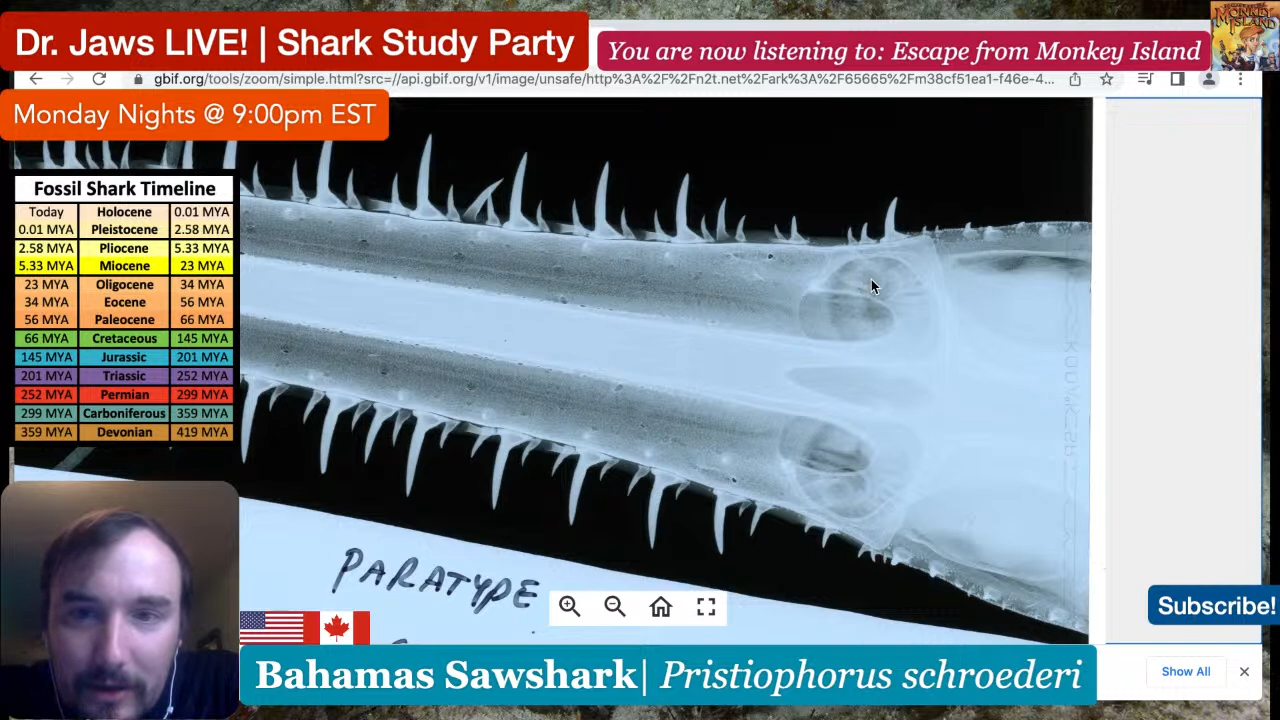 Dr. Jaws LIVE! | Shark Study Party
You are now listening to: Escape from Monkey Island
MONKEY
ISLAND
gbif.org/tools/zoom/simple.html?src=//api.gbif.org/v1/image/unsafe/http%3A%2F%2Fn2t.net%2Fark%3A%2F65665%2Fm38cf51ea1-f46e-4...
Monday Nights @ 9:00pm EST
Fossil Shark Timeline
Today Holocene 0.01 MYA
0.01 MYA Pleistocene 2.58 MYA
2.58 MYA Pliocene 5.33 MYA
5.33 MYA Miocene 23 MYA
23 MYA Oligocene 34 MYA
34 MYA Eocene 56 MYA
56 MYA Paleocene 66 MYA
66 MYA Cretaceous 145 MYA
145 MYA Jurassic 201 MYA
201 MYA Triassic 252 MYA
252 MYA Permian 299 MYA
299 MYA Carboniferous 359 MYA
359 MYA Devonian 419 MYA
PARATYPE
Subscribe!
Bahamas Sawshark| Pristiophorus schroederi
Show All